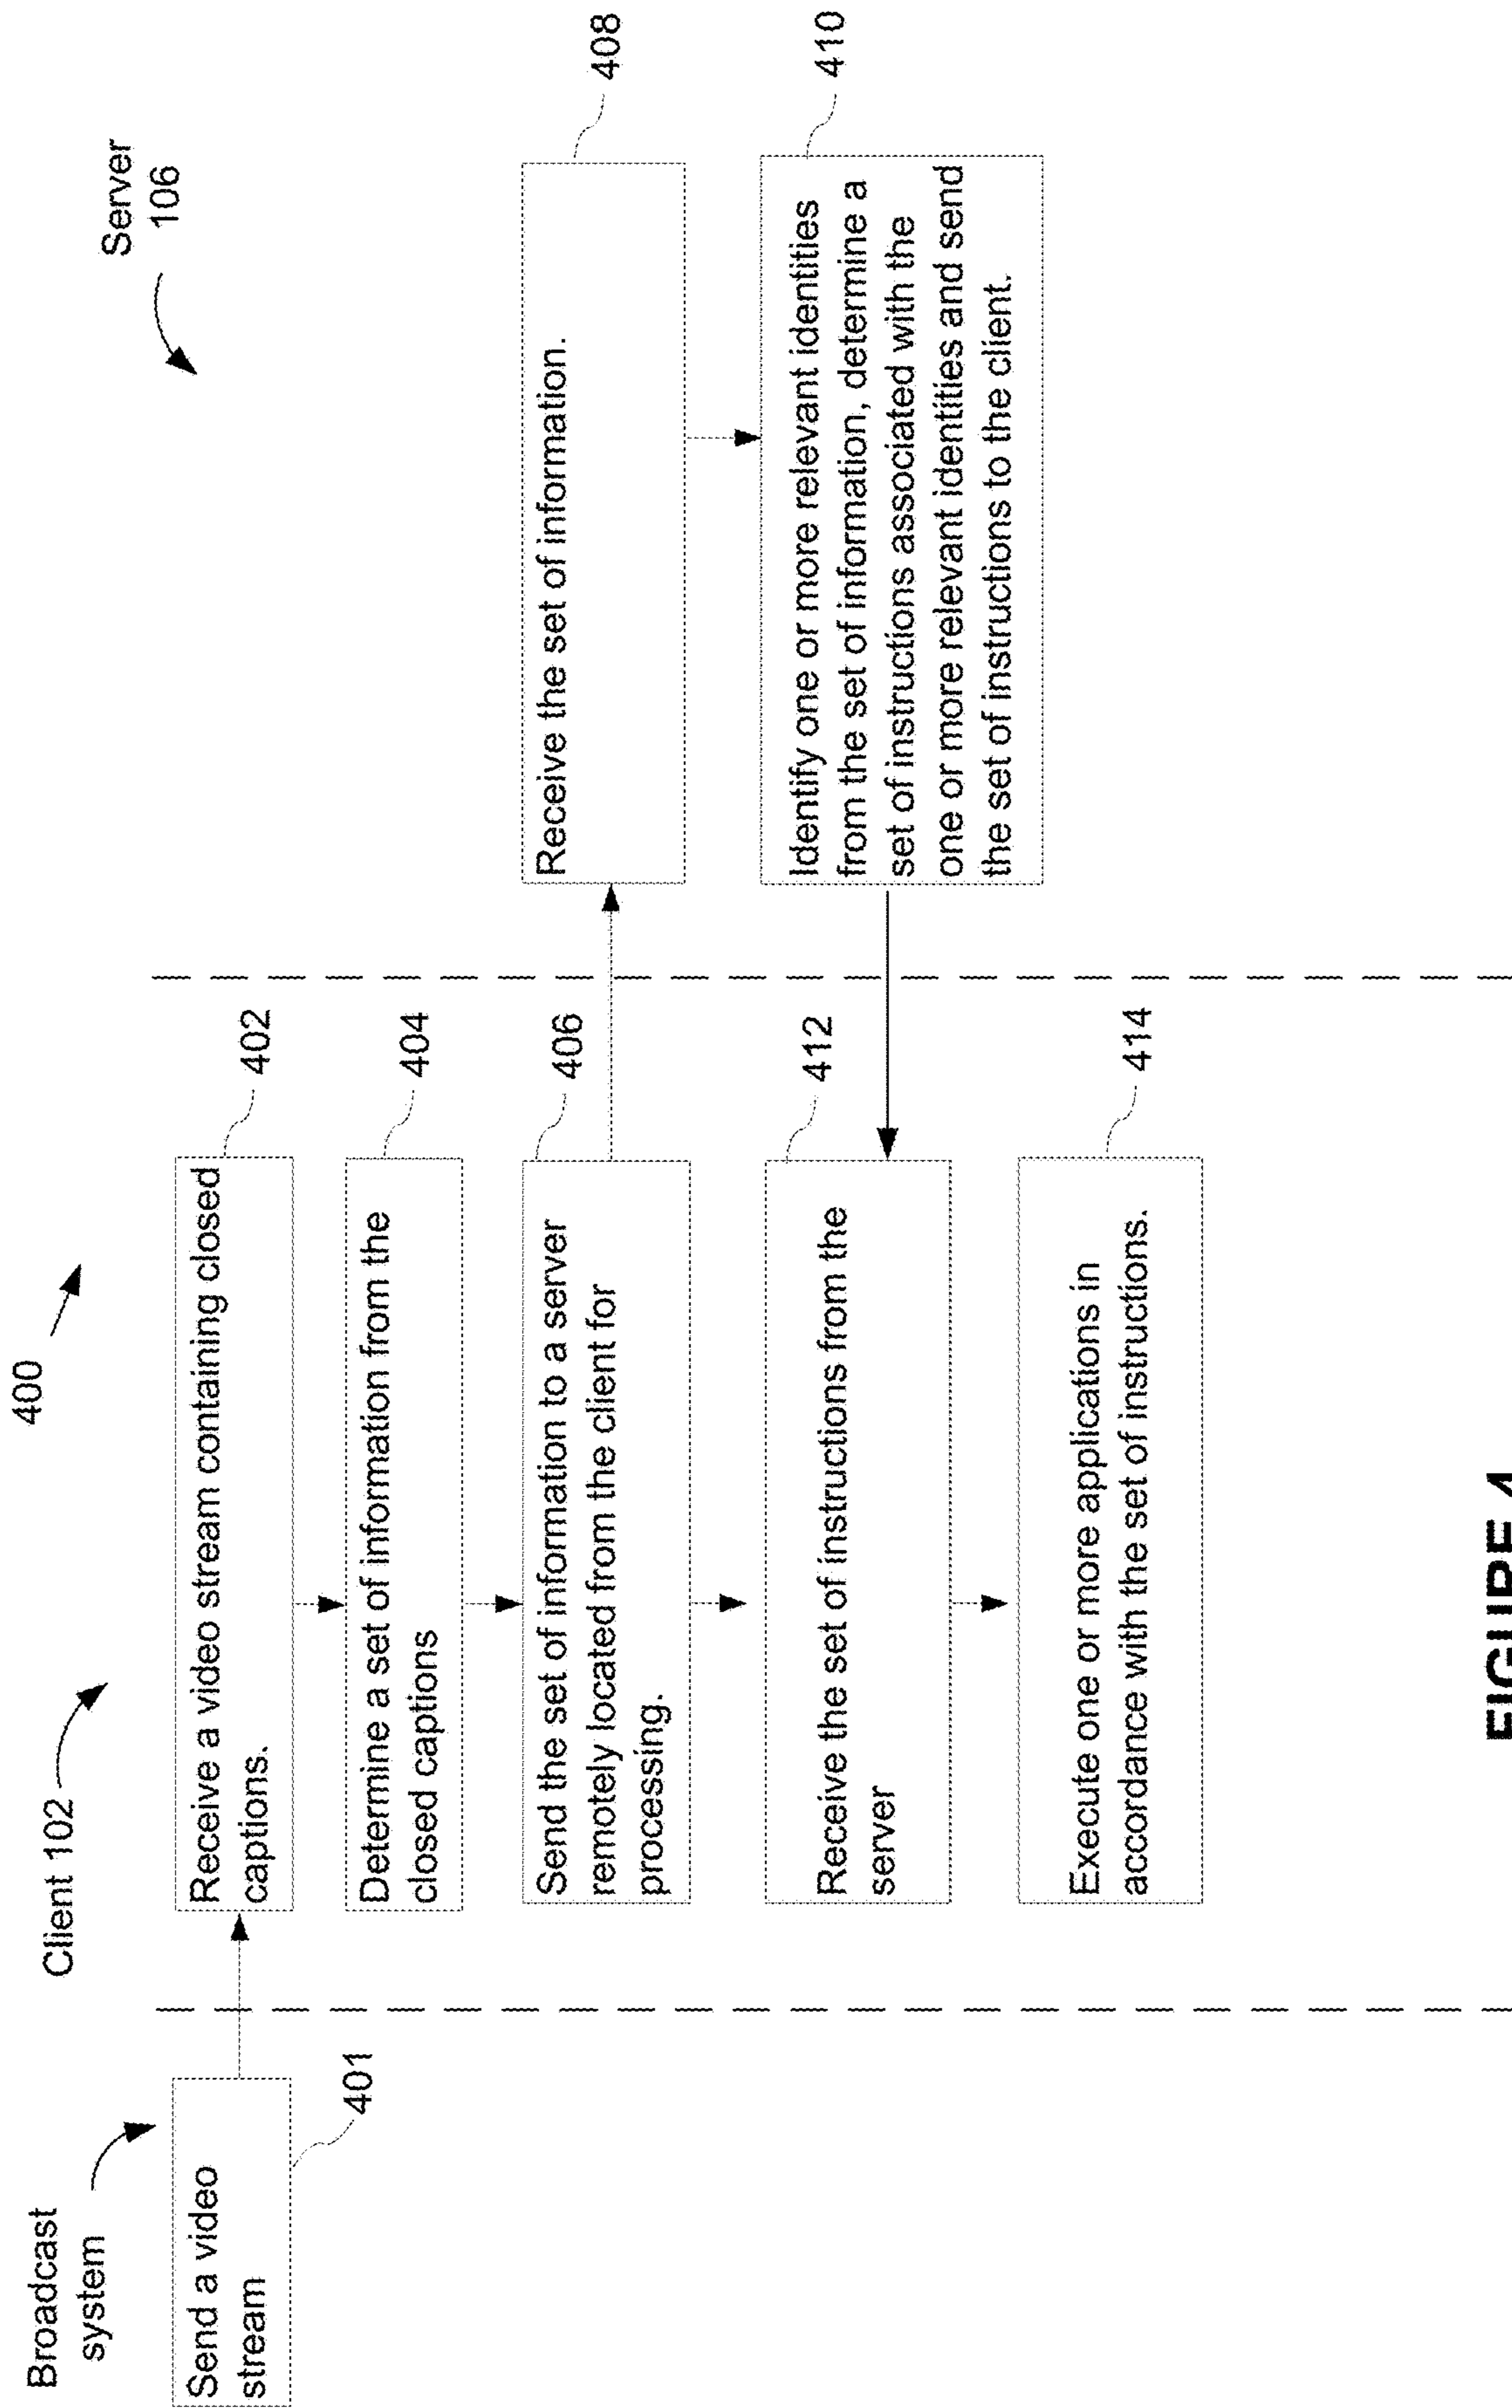 400
Broadcast
system
Client 102
Server
106
Send a video
stream
401
Receive a video stream containing closed
captions.
402
Determine a set of information from the
closed captions
404
Send the set of information to a server
remotely located from the client for
processing.
406
Receive the set of information.
408
Identify one or more relevant identities
from the set of information, determine a
set of instructions associated with the
one or more relevant identities and send
the set of instructions to the client.
410
Receive the set of instructions from the
server
412
Execute one or more applications in
accordance with the set of instructions.
414
FIGURE 4